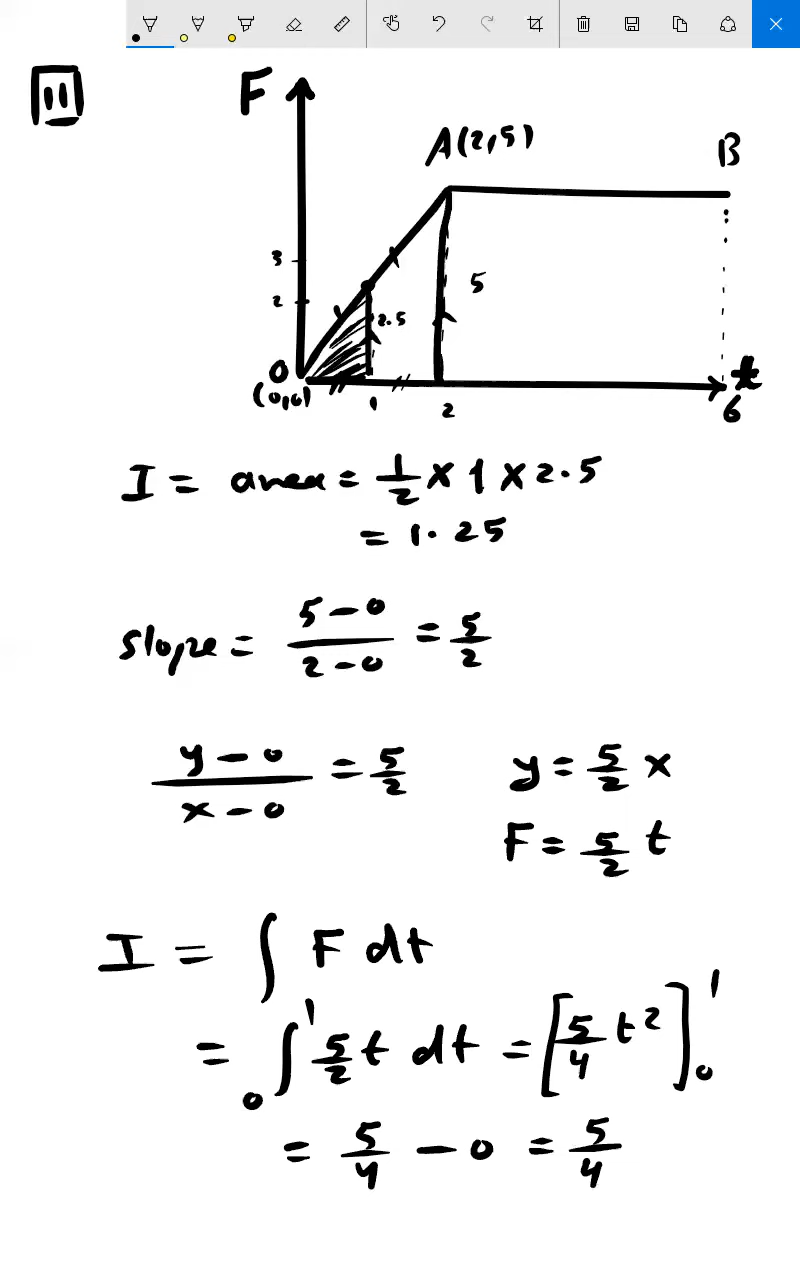 11
F
A(2,5)
B
3
2
2.5
5
O
(0,0)
1
2
t
6
I = area = 1/2 × 1 × 2.5
= 1.25
slope = (5 - 0)/(2 - 0) = 5/2
(y - 0)/(x - 0) = 5/2 y = 5/2 x
F = 5/2 t
I = ∫ F dt
= ₀∫¹ 5/2 t dt = [5/4 t²]₀¹
= 5/4 - 0 = 5/4